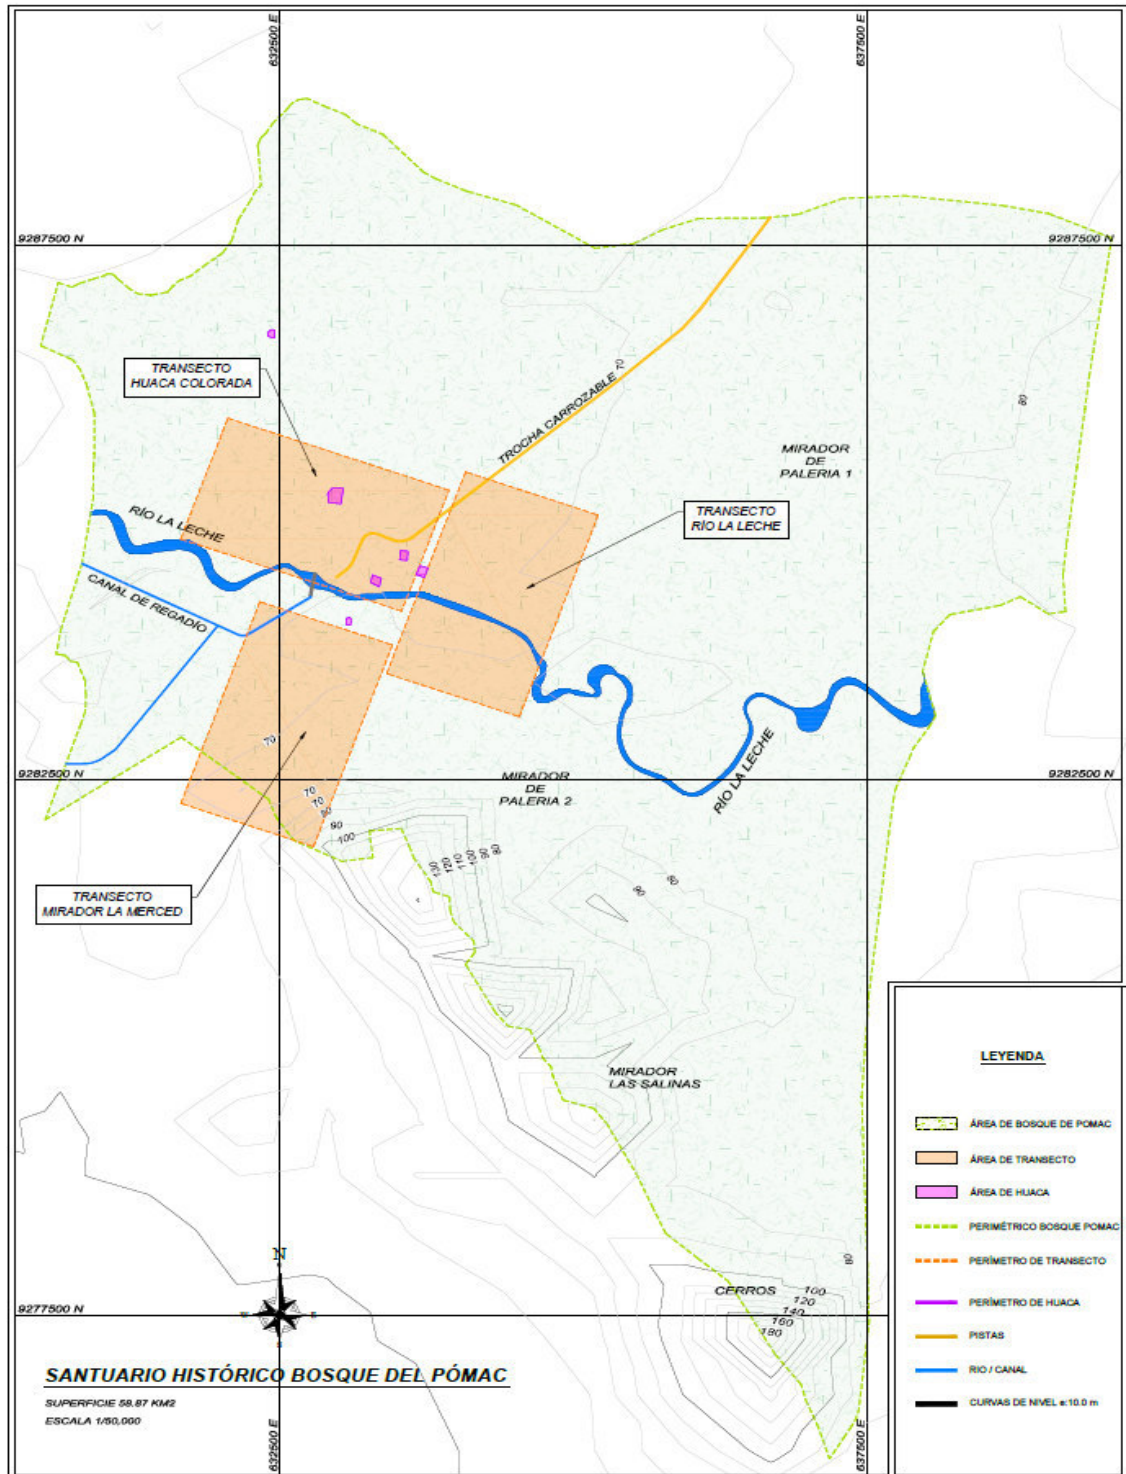 632500 E
637500 E
9287500 N
9287500 N
TRANSECTO
HUACA COLORADA
TROCHA CARROZABLE
70
80
MIRADOR
DE
PALERIA 1
RÍO LA LECHE
TRANSECTO
RÍO LA LECHE
CANAL DE REGADÍO
70
9282500 N
9282500 N
MIRADOR
DE
PALERIA 2
RÍO LA LECHE
70
70
80
90
100
130
120
110
100
90
80
TRANSECTO
MIRADOR LA MERCED
MIRADOR
LAS SALINAS
80
CERROS
100
120
140
160
180
N
9277500 N
SANTUARIO HISTÓRICO BOSQUE DEL PÓMAC
SUPERFICIE 58.87 KM2
ESCALA 1/50,000
632500 E
637500 E
LEYENDA
ÁREA DE BOSQUE DE POMAC
ÁREA DE TRANSECTO
ÁREA DE HUACA
PERIMÉTRICO BOSQUE POMAC
PERÍMETRO DE TRANSECTO
PERÍMETRO DE HUACA
PISTAS
RIO / CANAL
CURVAS DE NIVEL e:10.0 m